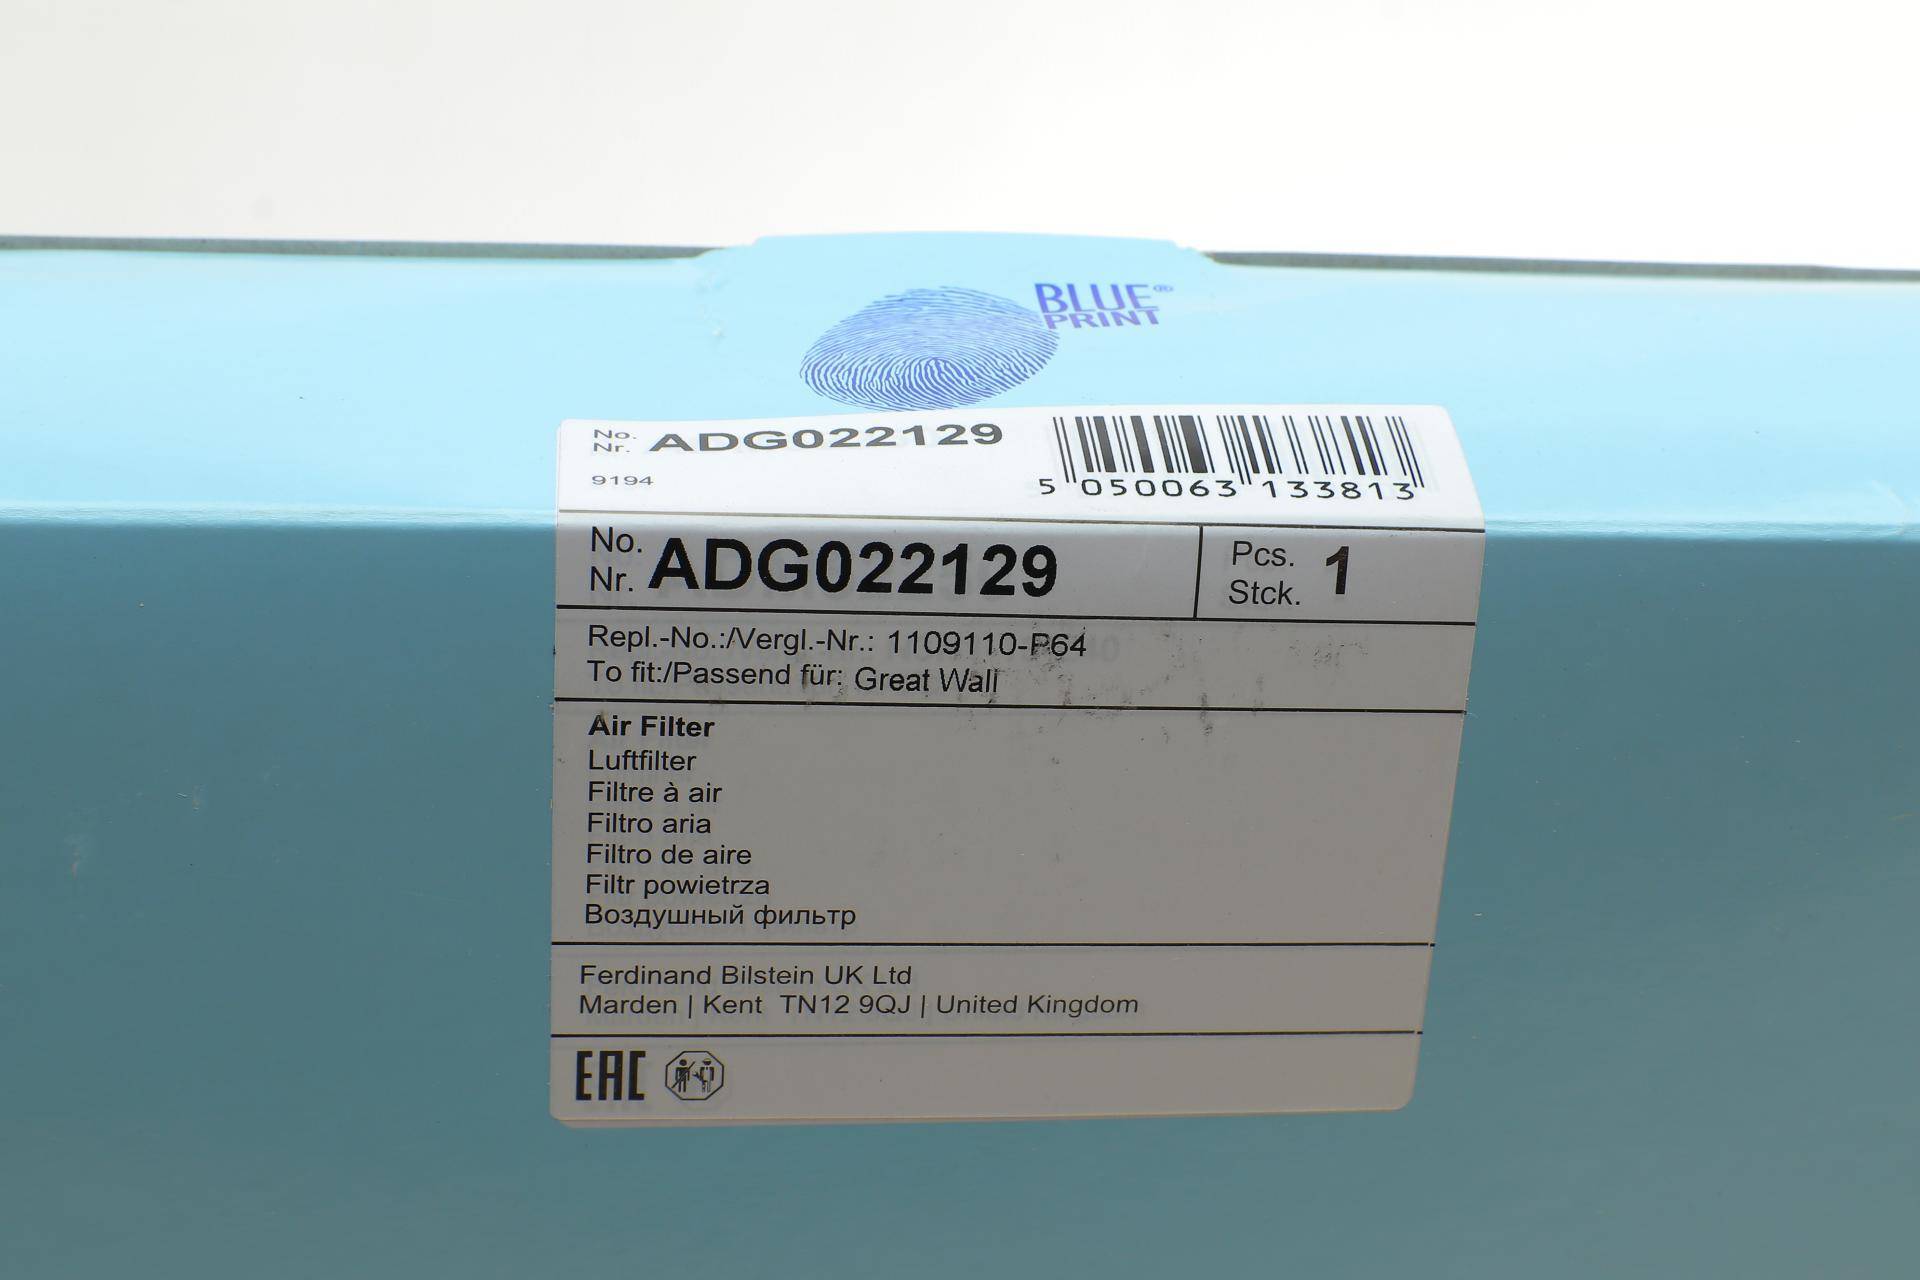 BLUE®
PRINT
No.
Nr. ADG022129
9194
5 050063 133813
No.
Nr. ADG022129
Pcs.
Stck. 1
Repl.-No.:/Vergl.-Nr.: 1109110-P64
To fit:/Passend für: Great Wall
Air Filter
Luftfilter
Filtre à air
Filtro aria
Filtro de aire
Filtr powietrza
Воздушный фильтр
Ferdinand Bilstein UK Ltd
Marden | Kent TN12 9QJ | United Kingdom
EAC